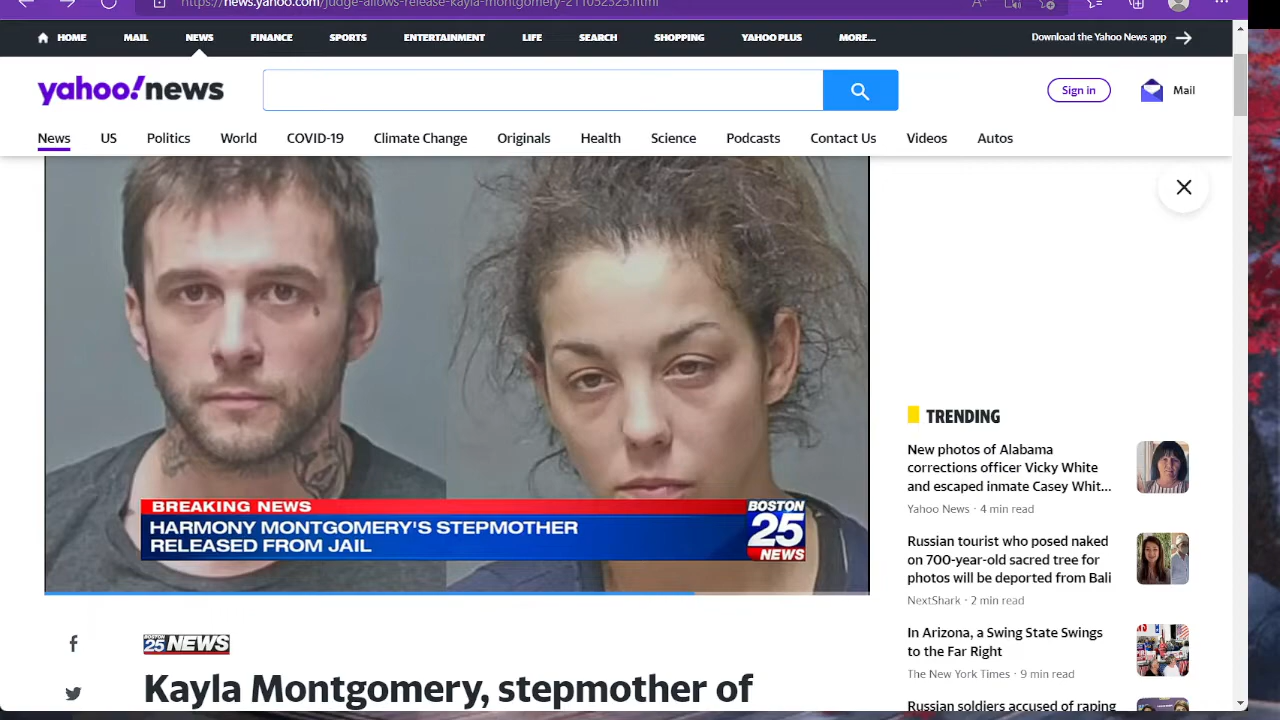 news.yahoo.com/judge-allows-release-kayla-montgomery-211052325.html
HOME MAIL NEWS FINANCE SPORTS ENTERTAINMENT LIFE SEARCH SHOPPING YAHOO PLUS MORE... Download the Yahoo News app
yahoo!news
Sign in
Mail
News US Politics World COVID-19 Climate Change Originals Health Science Podcasts Contact Us Videos Autos
BREAKING NEWS
HARMONY MONTGOMERY'S STEPMOTHER
RELEASED FROM JAIL
BOSTON
25
NEWS
TRENDING
New photos of Alabama
corrections officer Vicky White
and escaped inmate Casey Whit...
Yahoo News · 4 min read
Russian tourist who posed naked
on 700-year-old sacred tree for
photos will be deported from Bali
NextShark · 2 min read
In Arizona, a Swing State Swings
to the Far Right
The New York Times · 9 min read
Russian soldiers accused of raping
BOSTON 25 NEWS
Kayla Montgomery, stepmother of